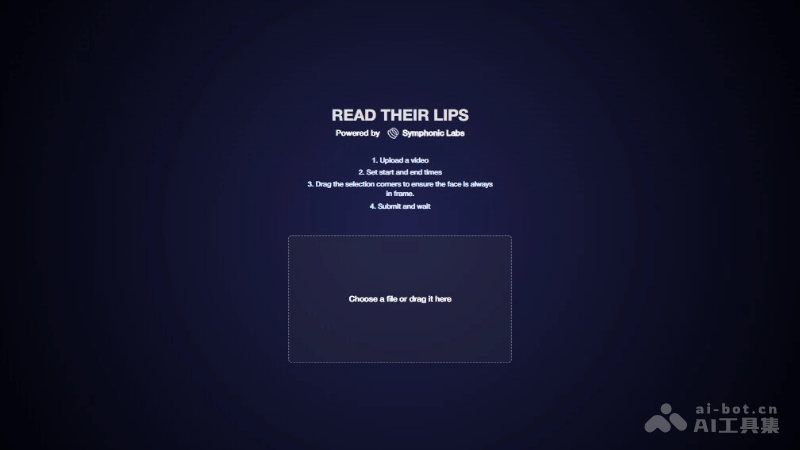 READ THEIR LIPS
Powered by Symphonic Labs
1. Upload a video
2. Set start and end times
3. Drag the selection corners to ensure the face is always
in frame.
4. Submit and wait
Choose a file or drag it here
ai-bot.cn
AI工具集